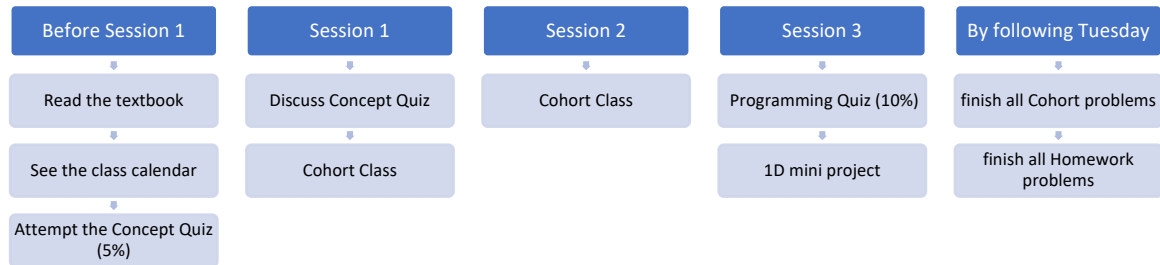 Before Session 1
Read the textbook
See the class calendar
Attempt the Concept Quiz
(5%)
Session 1
Discuss Concept Quiz
Cohort Class
Session 2
Cohort Class
Session 3
Programming Quiz (10%)
1D mini project
By following Tuesday
finish all Cohort problems
finish all Homework
problems